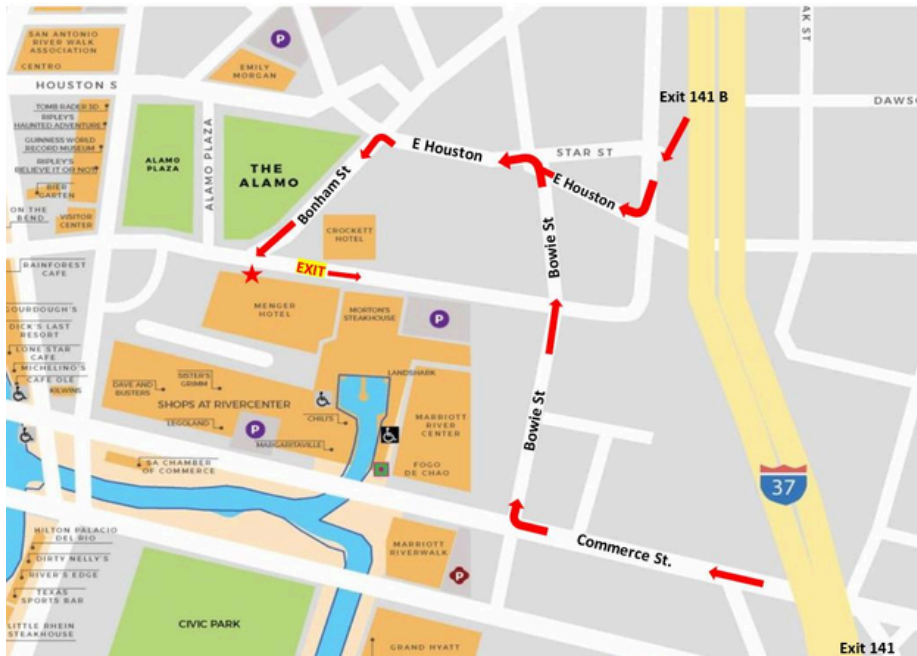 SAN ANTONIO
RIVER WALK
ASSOCIATION
CENTRO
HOUSTON S
EMILY
MORGAN
P
AK ST
Exit 141 B
DAWSO
TOMB RADER 3D
RIPLEY'S
HAUNTED ADVENTURE
GUINNESS WORLD
RECORD MUSEUM
RIPLEY'S
BELIEVE IT OR NOT
BIER
GARTEN
ON THE
BEND
VISITOR
CENTER
ALAMO
PLAZA
ALAMO PLAZA
THE
ALAMO
E Houston
STAR ST
E Houston
Bonham St
CROCKETT
HOTEL
Bowie St
EXIT
RAINFOREST
CAFE
GOURDOUGH'S
DICK'S LAST
RESORT
LONE STAR
CAFE
MICHELINO'S
CAFE OLE
KILWINS
MENGER
HOTEL
MORTON'S
STEAKHOUSE
P
LANDSHARK
DAVE AND
BUSTERS
SISTER'S
GRIMM
SHOPS AT RIVERCENTER
LEGOLAND
P
CHILI'S
MARGARITAVILLE
MARRIOTT
RIVER
CENTER
FOGO
DE CHAO
Bowie St
SA CHAMBER
OF COMMERCE
37
Commerce St.
HILTON PALACIO
DEL RIO
DIRTY NELLY'S
RIVER'S EDGE
TEXAS
SPORTS BAR
LITTLE RHEIN
STEAKHOUSE
MARRIOTT
RIVERWALK
P
CIVIC PARK
GRAND HYATT
Exit 141